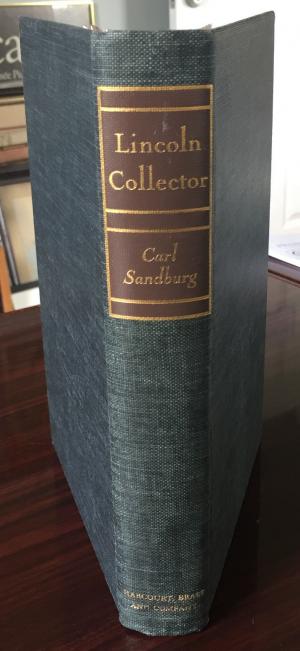 Lincoln
Collector
Carl
Sandburg
HARCOURT, BRACE
AND COMPANY